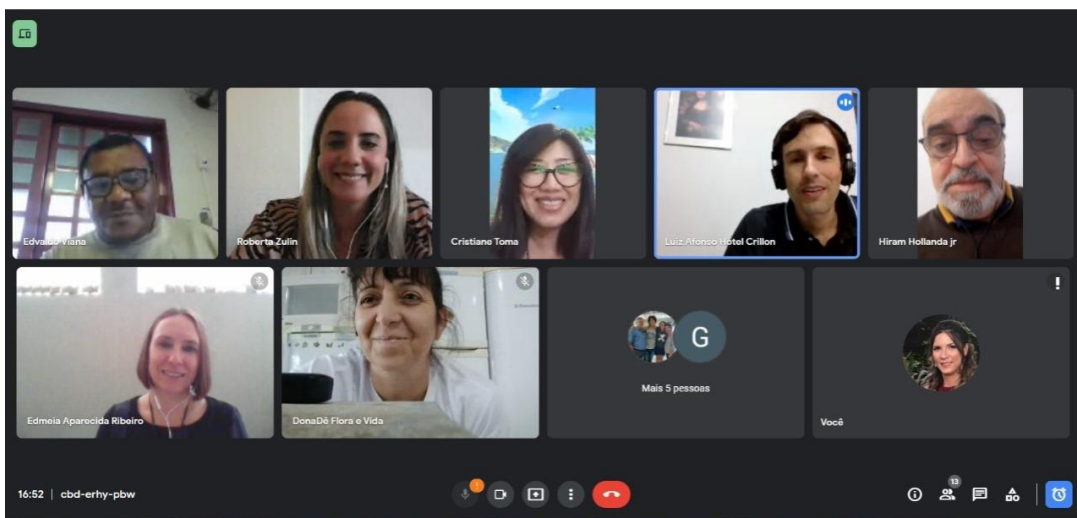 Edvaldo Viana
Roberta Zulin
Cristiane Toma
Luiz Afonso Hotel Crillon
Hiram Hollanda jr
Edmeia Aparecida Ribeiro
DonaDê Flora e Vida
G
Mais 5 pessoas
Você
16:52 | cbd-erhy-pbw
13